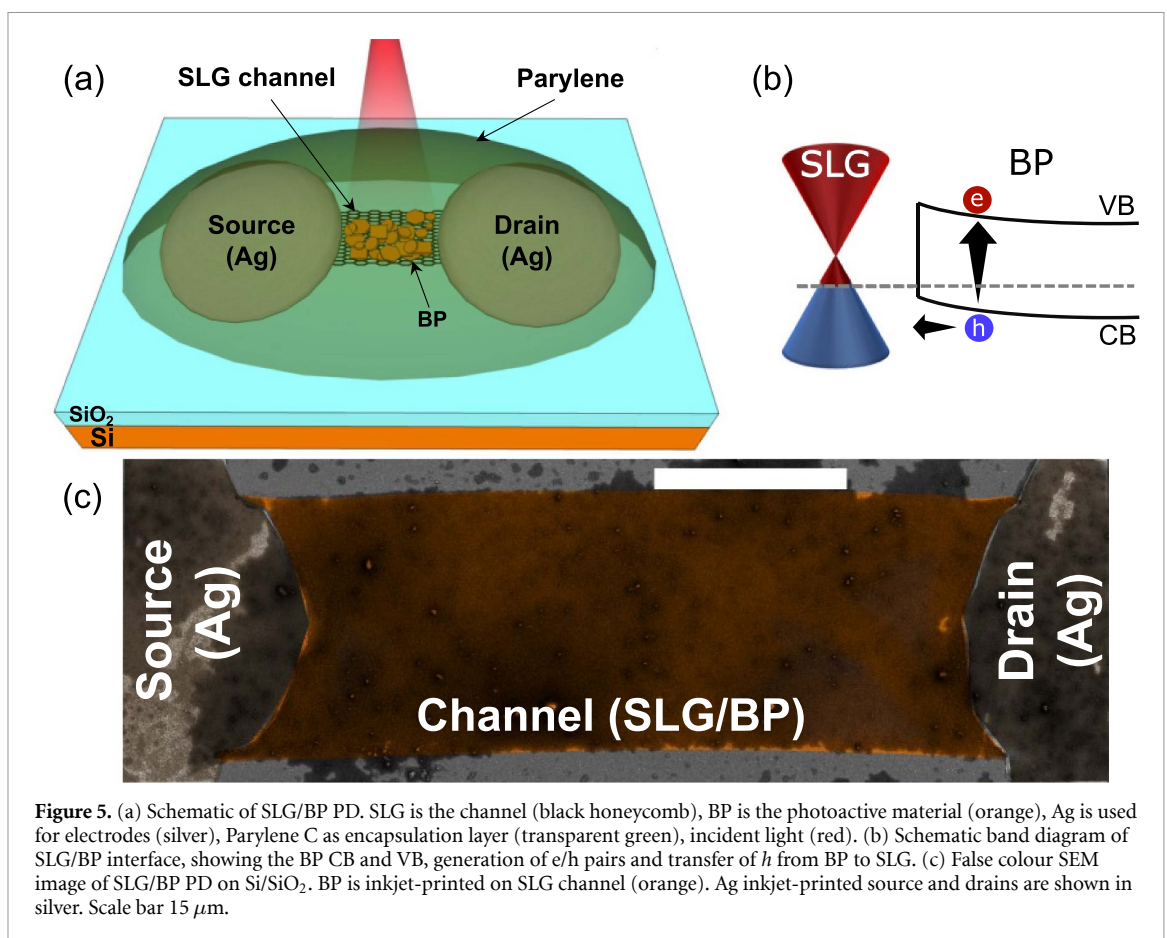 (a)
SLG channel
Parylene
Source
(Ag)
Drain
(Ag)
BP
SiO₂
Si
(b)
SLG
BP
e
VB
h
CB
(c)
Source
(Ag)
Channel (SLG/BP)
Drain
(Ag)
Figure 5. (a) Schematic of SLG/BP PD. SLG is the channel (black honeycomb), BP is the photoactive material (orange), Ag is used
for electrodes (silver), Parylene C as encapsulation layer (transparent green), incident light (red). (b) Schematic band diagram of
SLG/BP interface, showing the BP CB and VB, generation of e/h pairs and transfer of h from BP to SLG. (c) False colour SEM
image of SLG/BP PD on Si/SiO₂. BP is inkjet-printed on SLG channel (orange). Ag inkjet-printed source and drains are shown in
silver. Scale bar 15 μm.